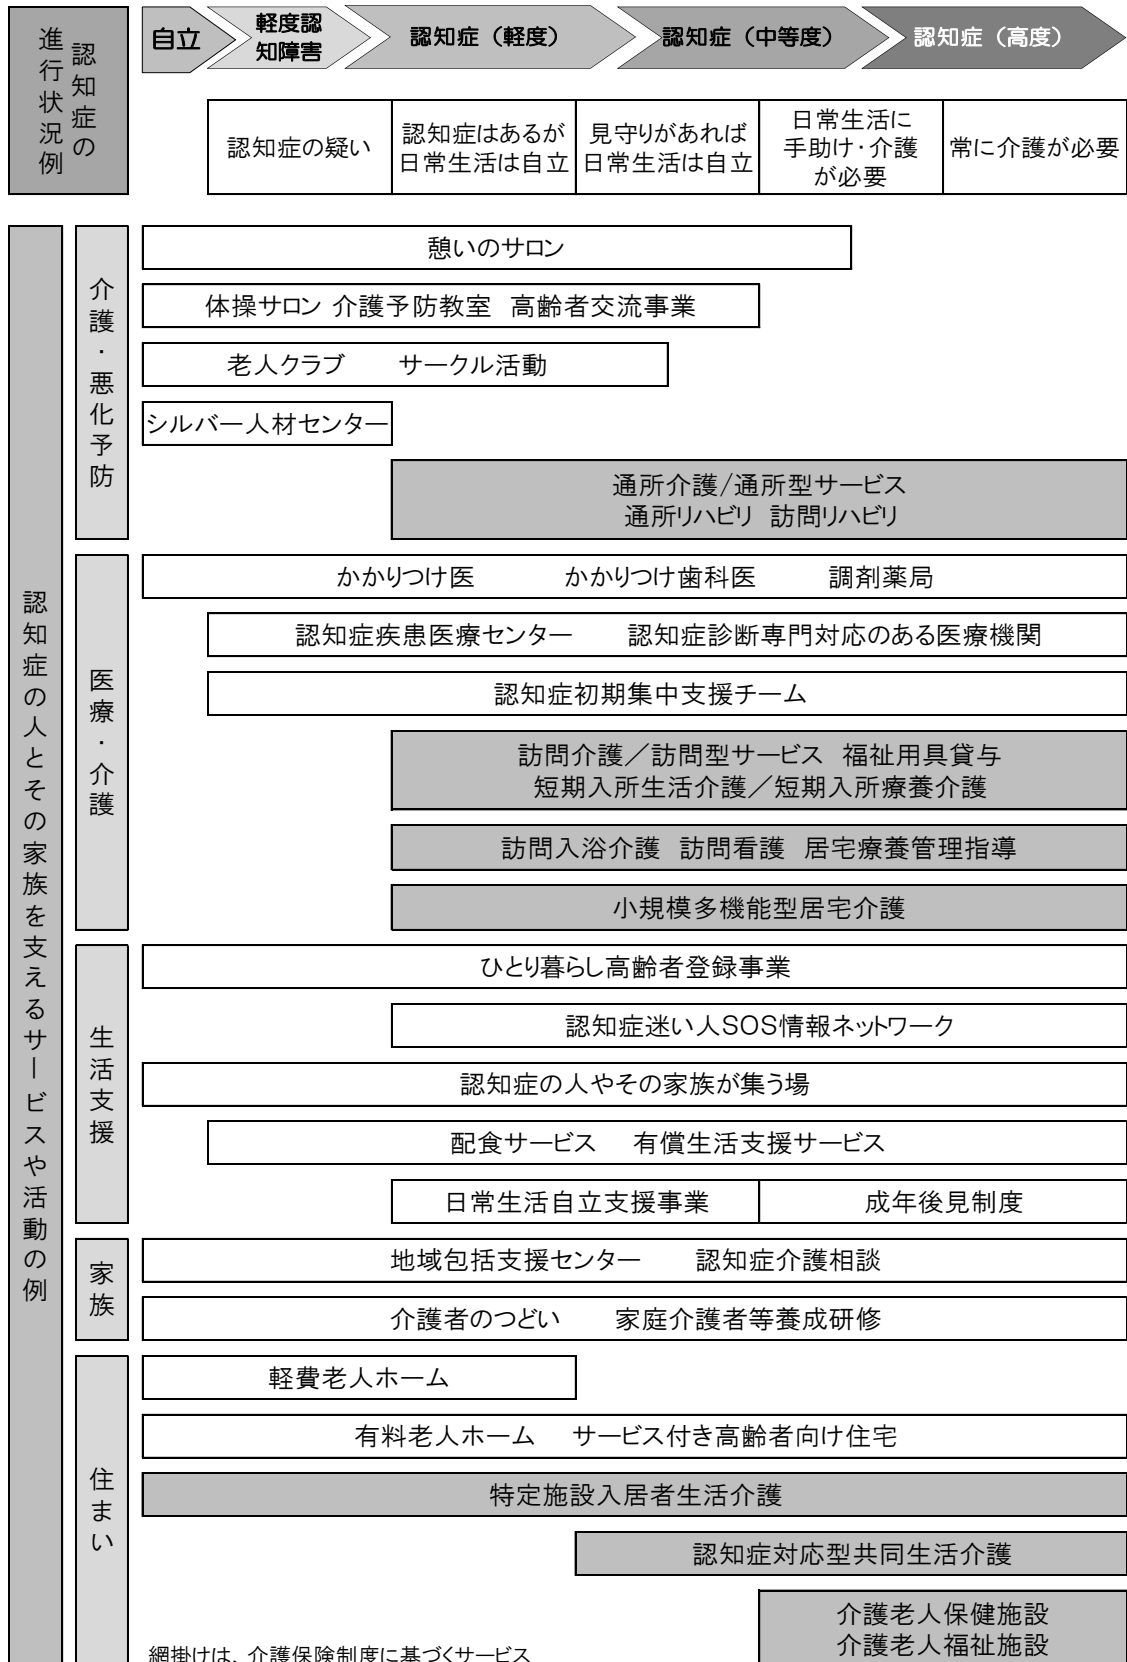 認知症の
進行状況例
自立
軽度認
知障害
認知症（軽度）
認知症（中等度）
認知症（高度）
認知症の疑い
認知症はあるが
日常生活は自立
見守りがあれば
日常生活は自立
日常生活に
手助け・介護
が必要
常に介護が必要
認知症の人とその家族を支えるサービスや活動の例
介護・悪化予防
憩いのサロン
体操サロン 介護予防教室 高齢者交流事業
老人クラブ サークル活動
シルバー人材センター
通所介護/通所型サービス
通所リハビリ 訪問リハビリ
医療・介護
かかりつけ医 かかりつけ歯科医 調剤薬局
認知症疾患医療センター 認知症診断専門対応のある医療機関
認知症初期集中支援チーム
訪問介護／訪問型サービス 福祉用具貸与
短期入所生活介護／短期入所療養介護
訪問入浴介護 訪問看護 居宅療養管理指導
小規模多機能型居宅介護
生活支援
ひとり暮らし高齢者登録事業
認知症迷い人SOS情報ネットワーク
認知症の人やその家族が集う場
配食サービス 有償生活支援サービス
日常生活自立支援事業
成年後見制度
家族
地域包括支援センター 認知症介護相談
介護者のつどい 家庭介護者等養成研修
住まい
軽費老人ホーム
有料老人ホーム サービス付き高齢者向け住宅
特定施設入居者生活介護
認知症対応型共同生活介護
介護老人保健施設
介護老人福祉施設
網掛けは、介護保険制度に基づくサービス